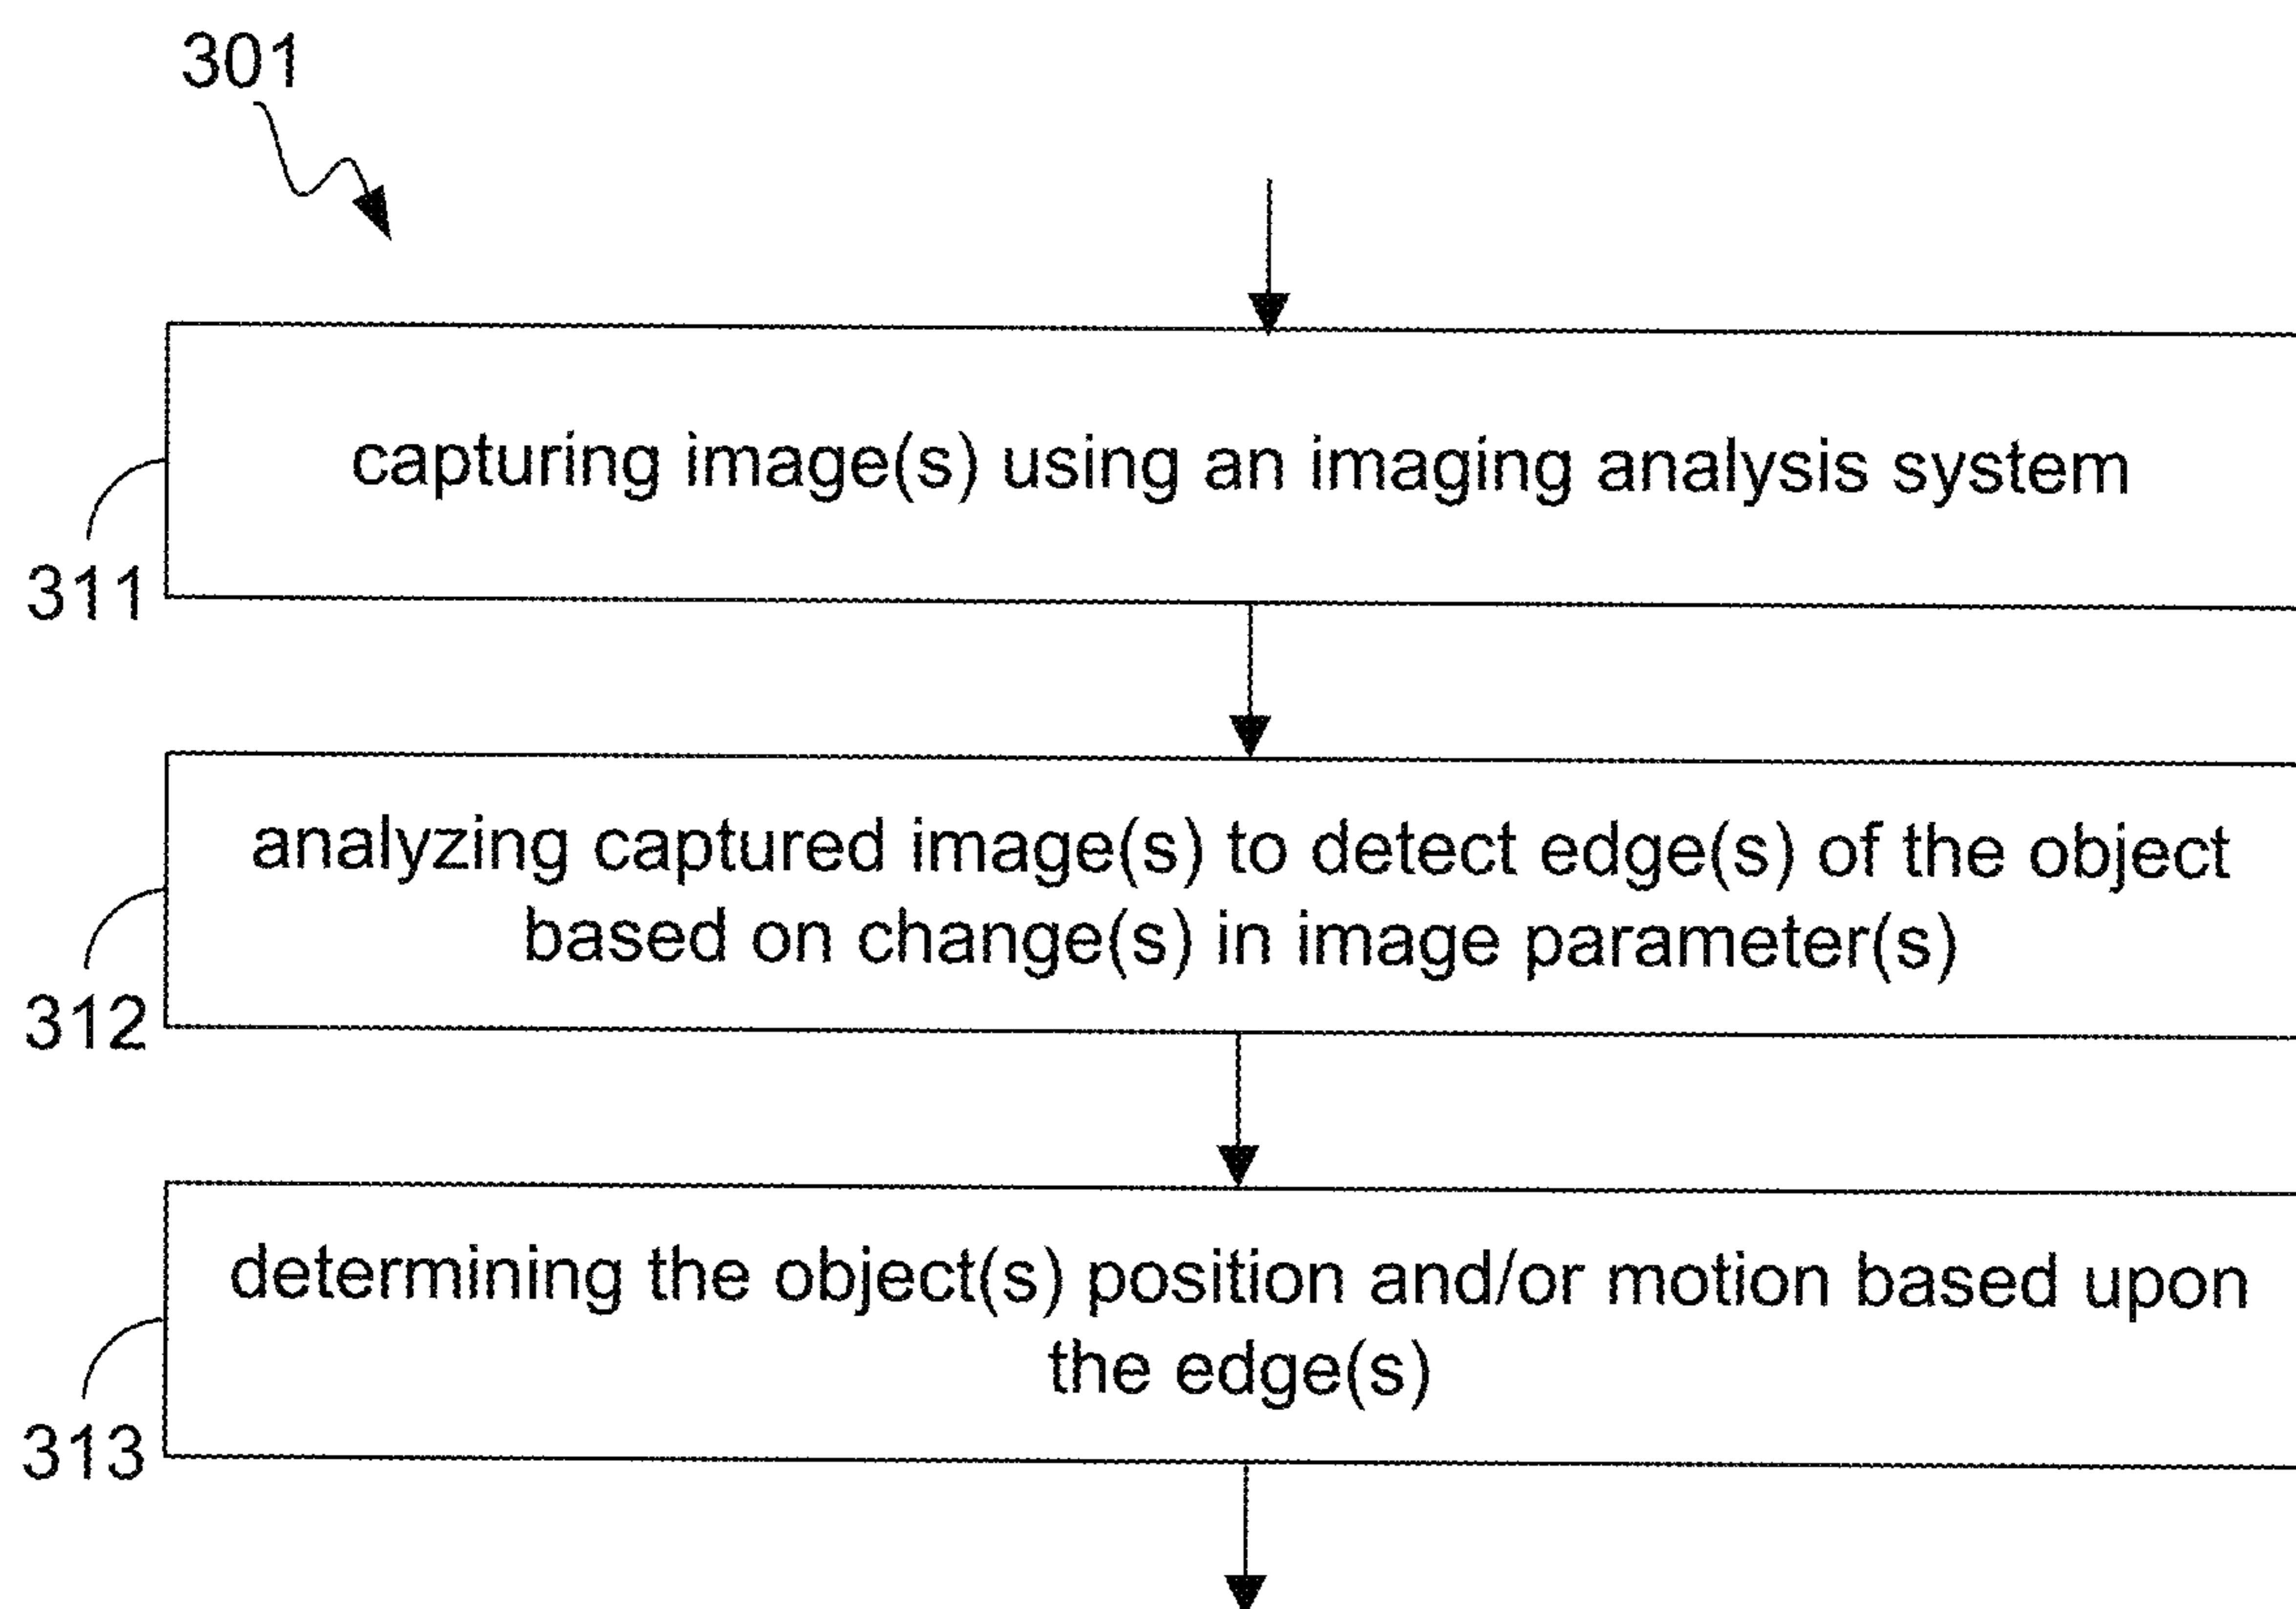 301
capturing image(s) using an imaging analysis system
311
analyzing captured image(s) to detect edge(s) of the object
based on change(s) in image parameter(s)
312
determining the object(s) position and/or motion based upon
the edge(s)
313